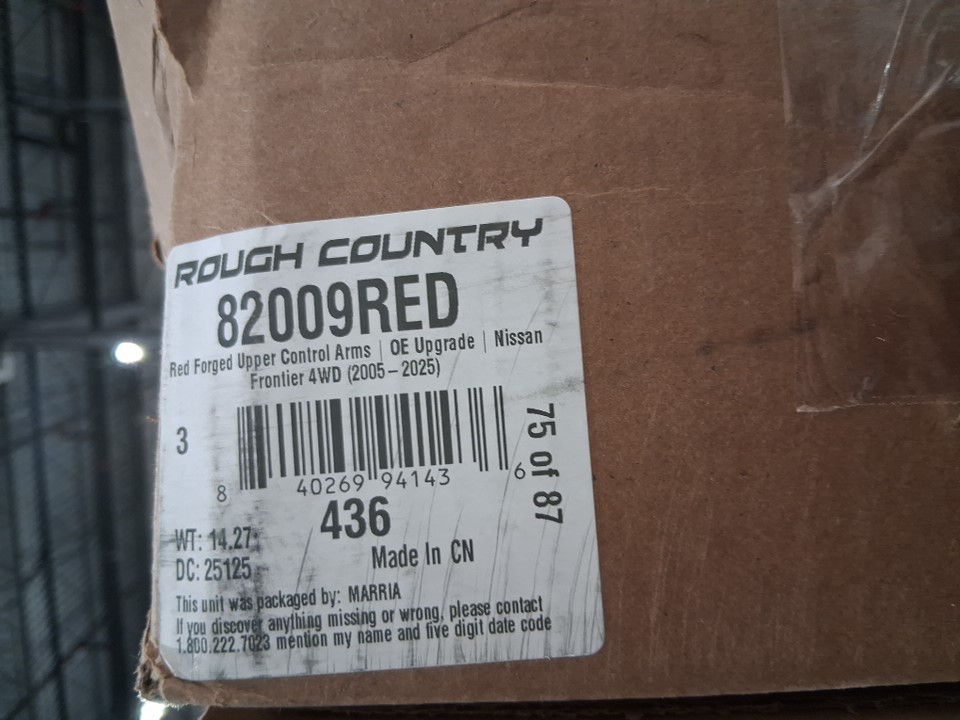 ROUGH COUNTRY
82009RED
Red Forged Upper Control Arms | OE Upgrade | Nissan
Frontier 4WD (2005 – 2025)
3
8 40269 94143 6
75 of 87
436
WT: 14.27
Made In CN
DC: 25125
This unit was packaged by: MARRIA
If you discover anything missing or wrong, please contact
1.800.222.7023 mention my name and five digit date code